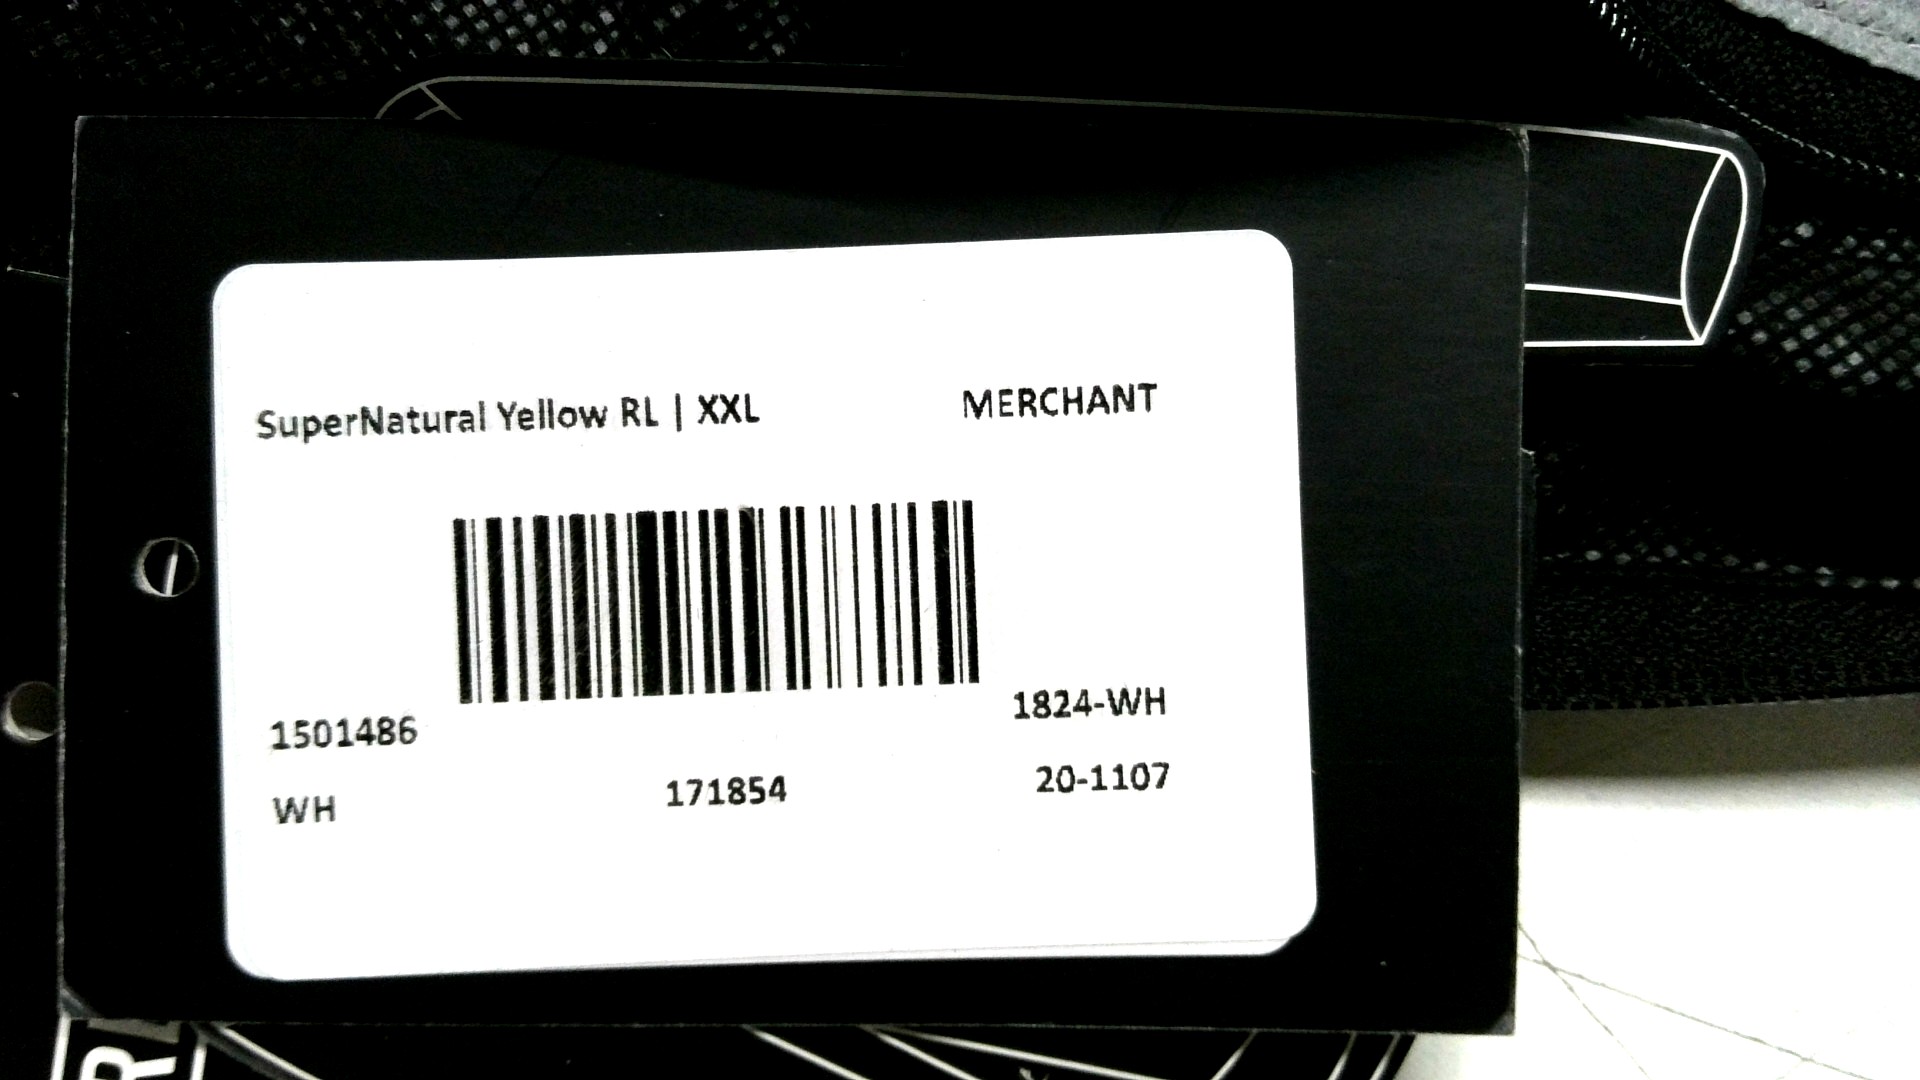 SuperNatural Yellow RL | XXL MERCHANT
1501486 1824-WH
WH 171854 20-1107
R